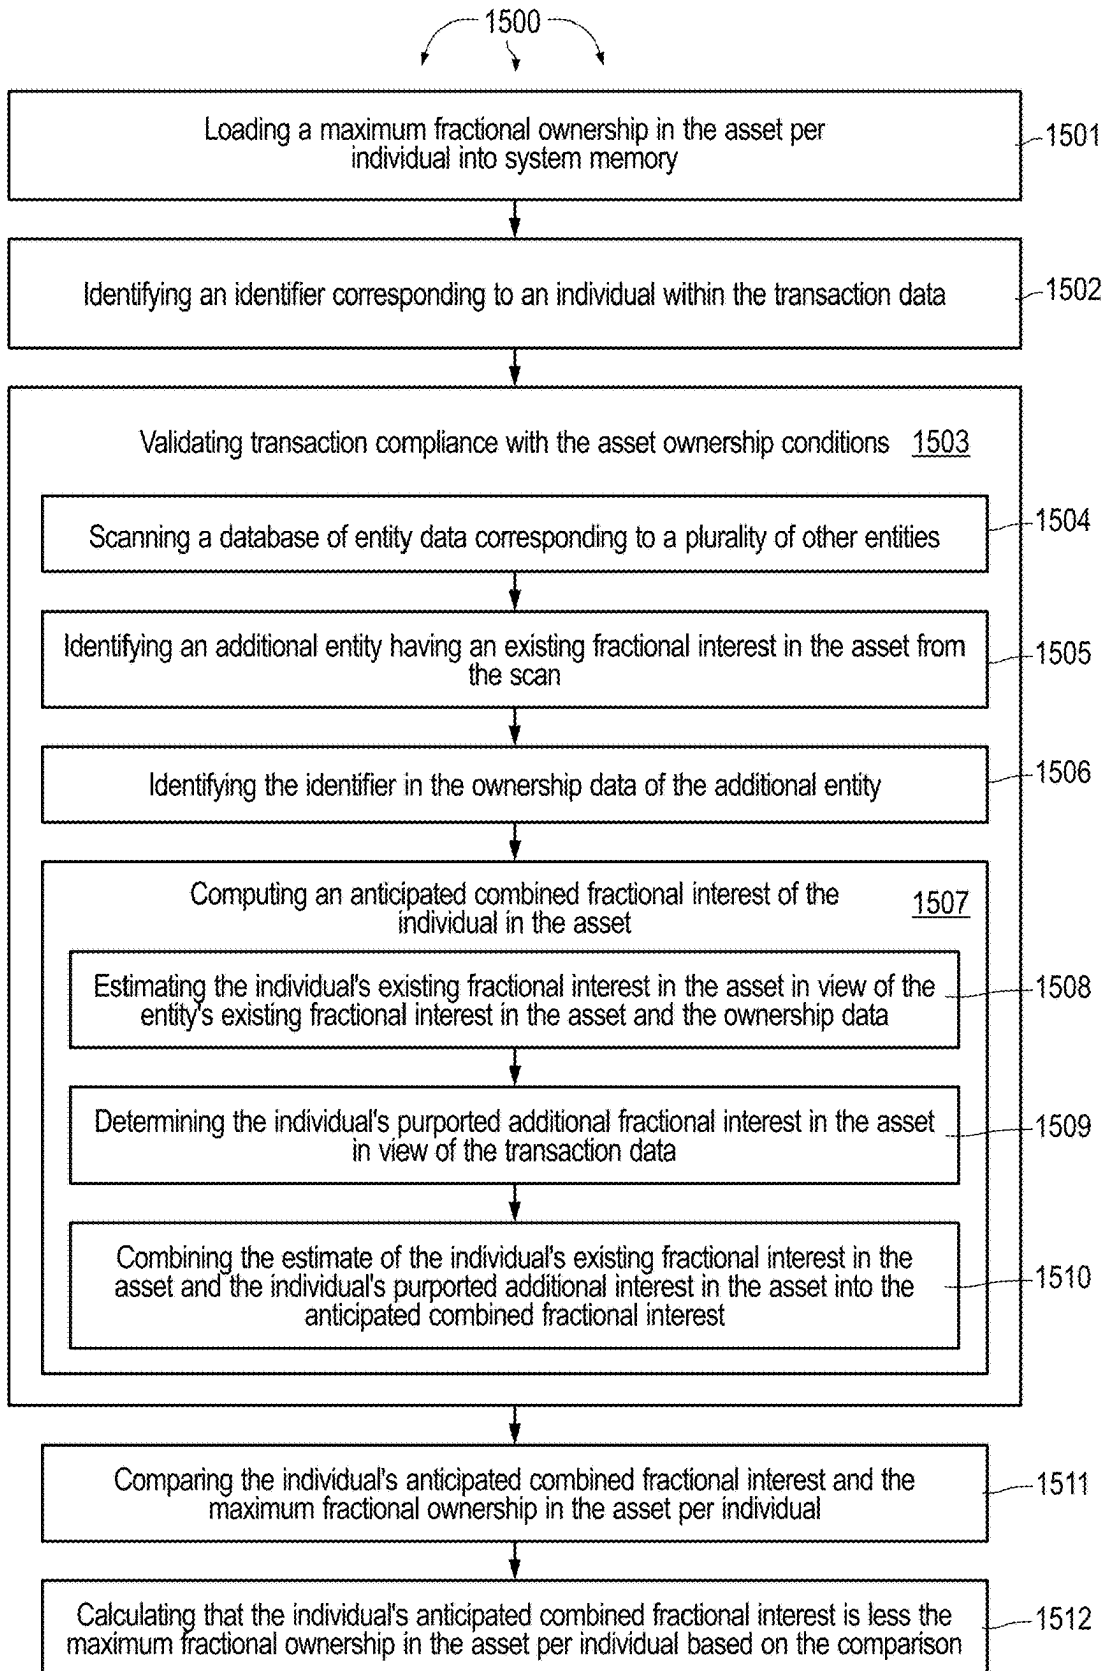 1500
Loading a maximum fractional ownership in the asset per
individual into system memory
1501
Identifying an identifier corresponding to an individual within the transaction data
1502
Validating transaction compliance with the asset ownership conditions 1503
Scanning a database of entity data corresponding to a plurality of other entities
1504
Identifying an additional entity having an existing fractional interest in the asset from
the scan
1505
Identifying the identifier in the ownership data of the additional entity
1506
Computing an anticipated combined fractional interest of the
individual in the asset
1507
Estimating the individual's existing fractional interest in the asset in view of the
entity's existing fractional interest in the asset and the ownership data
1508
Determining the individual's purported additional fractional interest in the asset
in view of the transaction data
1509
Combining the estimate of the individual's existing fractional interest in the
asset and the individual's purported additional interest in the asset into the
anticipated combined fractional interest
1510
Comparing the individual's anticipated combined fractional interest and the
maximum fractional ownership in the asset per individual
1511
Calculating that the individual's anticipated combined fractional interest is less the
maximum fractional ownership in the asset per individual based on the comparison
1512